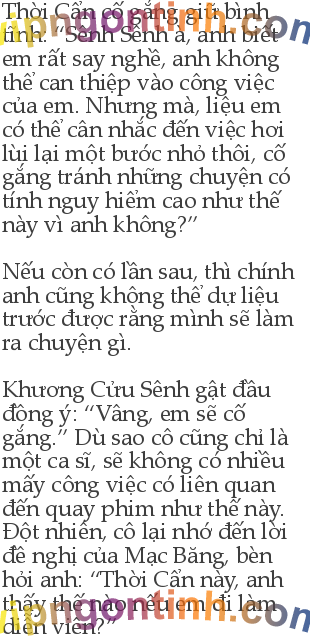 Thời Cẩn cố gắng giữ bình
tĩnh: “Sênh Sênh à, anh biết
em rất say nghề, anh không
thể can thiệp vào công việc
của em. Nhưng mà, liệu em
có thể cân nhắc đến việc hơi
lùi lại một bước nhỏ thôi, cố
gắng tránh những chuyện có
tính nguy hiểm cao như thế
này vì anh không?”
Nếu còn có lần sau, thì chính
anh cũng không thể dự liệu
trước được rằng mình sẽ làm
ra chuyện gì.
Khương Cửu Sênh gật đầu
đồng ý: “Vâng, em sẽ cố
gắng.” Dù sao cô cũng chỉ là
một ca sĩ, sẽ không có nhiều
mấy công việc có liên quan
đến quay phim như thế này.
Đột nhiên, cô lại nhớ đến lời
đề nghị của Mạc Băng, bèn
hỏi anh: “Thời Cẩn này, anh
thấy thế nào nếu em đi làm
diễn viên?”
vipngontinh.com
vipngontinh.com